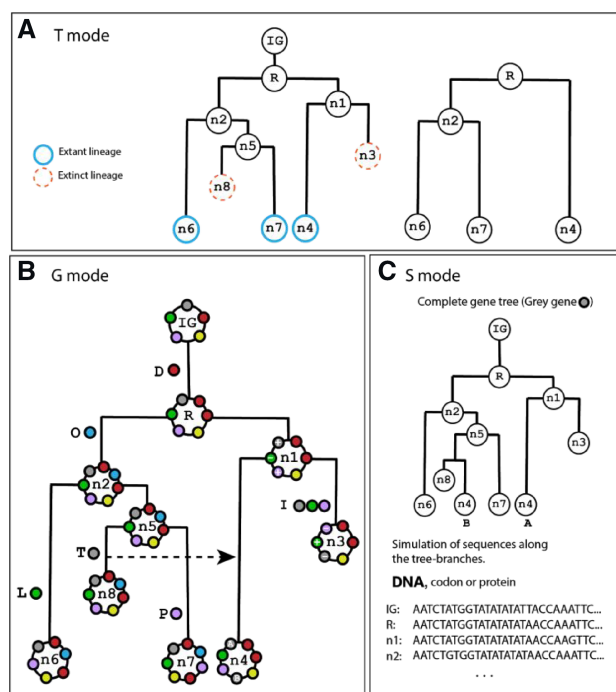 A
T mode
IG
R
R
n1
n2
n2
n5
n3
n8
Extant lineage
Extinct lineage
n6
n7
n4
n6
n7
n4
B
G mode
IG
D
R
O
n1
n2
I
n5
n3
T
n8
L
P
n6
n7
n4
C
S mode
Complete gene tree (Grey gene )
IG
R
n1
n2
n5
n3
n8
n6
n4
n7
n4
B
A
Simulation of sequences along
the tree-branches.
DNA, codon or protein
IG: AATCTATGGTATATATATTACCAAATTC...
R: AATCTATGGTATATATATAACCAAATTC...
n1: AATCTATGGTATATATATAACCAAGTTC...
n2: AATCTGTGGTATATATATAACCAAATTC...
...